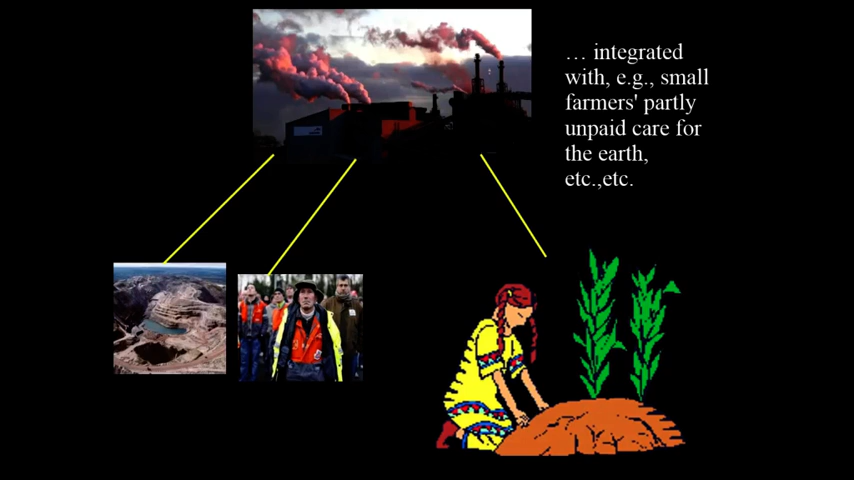 … integrated
with, e.g., small
farmers' partly
unpaid care for
the earth,
etc.,etc.